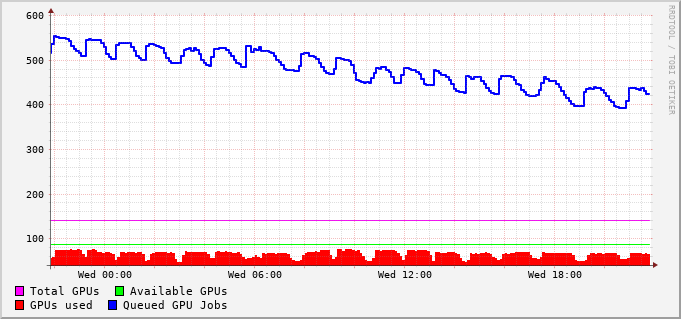 600
500
400
300
200
100
Wed 00:00 Wed 06:00 Wed 12:00 Wed 18:00
Total GPUs Available GPUs
GPUs used Queued GPU Jobs
RRDTOOL / TOBI OETIKER